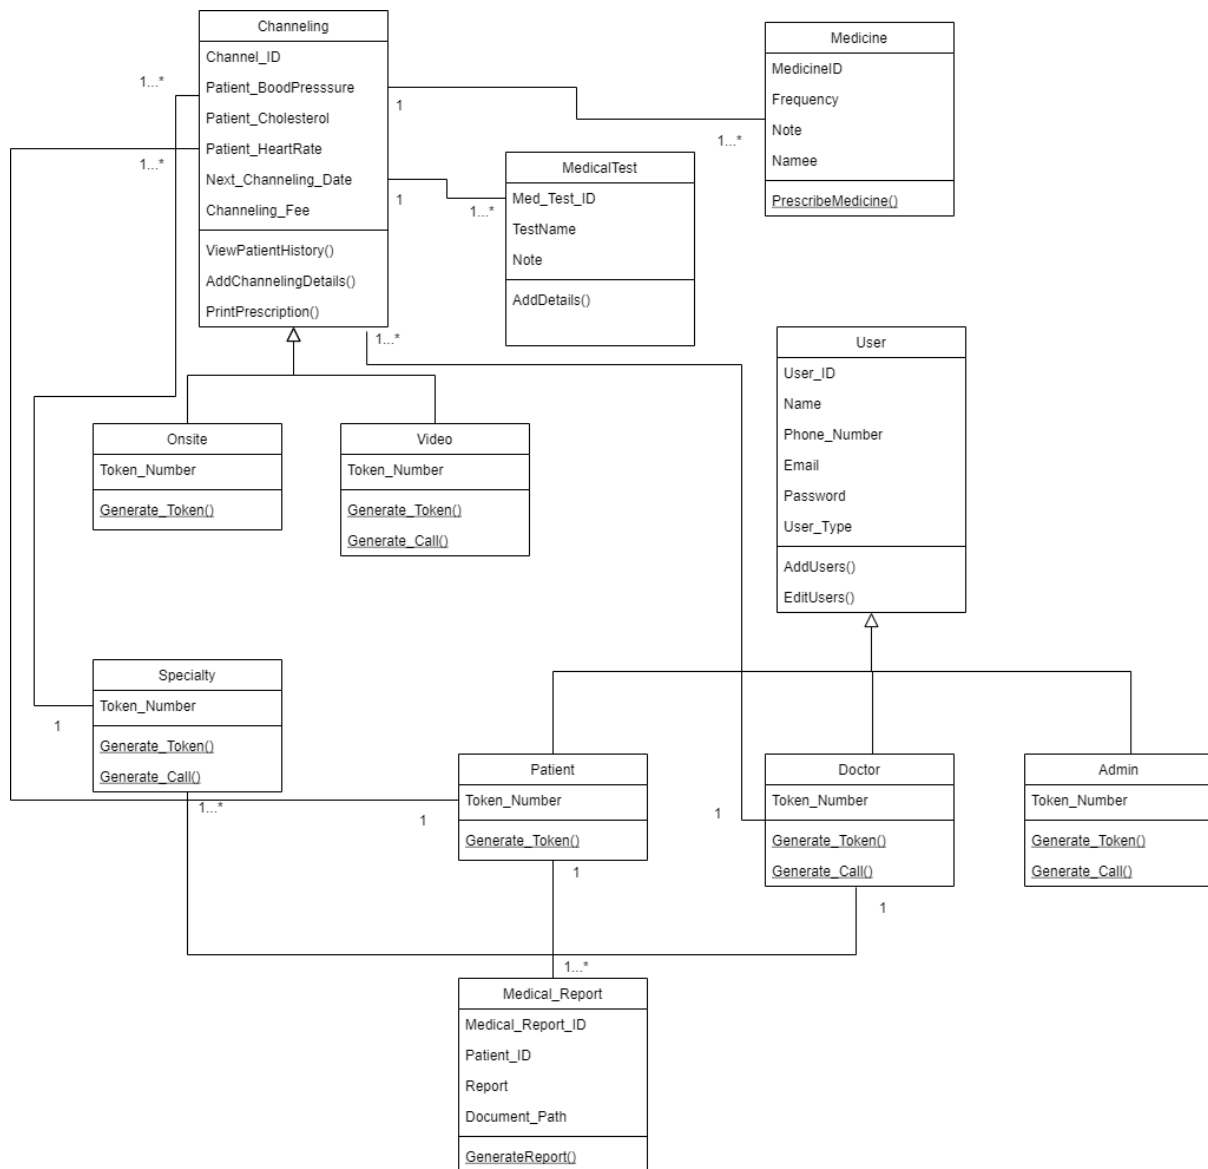 Channeling
Channel_ID
Patient_BoodPresssure
Patient_Cholesterol
Patient_HeartRate
Next_Channeling_Date
Channeling_Fee
ViewPatientHistory()
AddChannelingDetails()
PrintPrescription()
1...*
1...*
1
1
1...*
1...*
1...*
Medicine
MedicineID
Frequency
Note
Namee
PrescribeMedicine()
MedicalTest
Med_Test_ID
TestName
Note
AddDetails()
User
User_ID
Name
Phone_Number
Email
Password
User_Type
AddUsers()
EditUsers()
Onsite
Token_Number
Generate_Token()
Video
Token_Number
Generate_Token()
Generate_Call()
Specialty
Token_Number
Generate_Token()
Generate_Call()
1
1...*
Patient
Token_Number
Generate_Token()
1
1
Doctor
Token_Number
Generate_Token()
Generate_Call()
1
1
Admin
Token_Number
Generate_Token()
Generate_Call()
1...*
Medical_Report
Medical_Report_ID
Patient_ID
Report
Document_Path
GenerateReport()